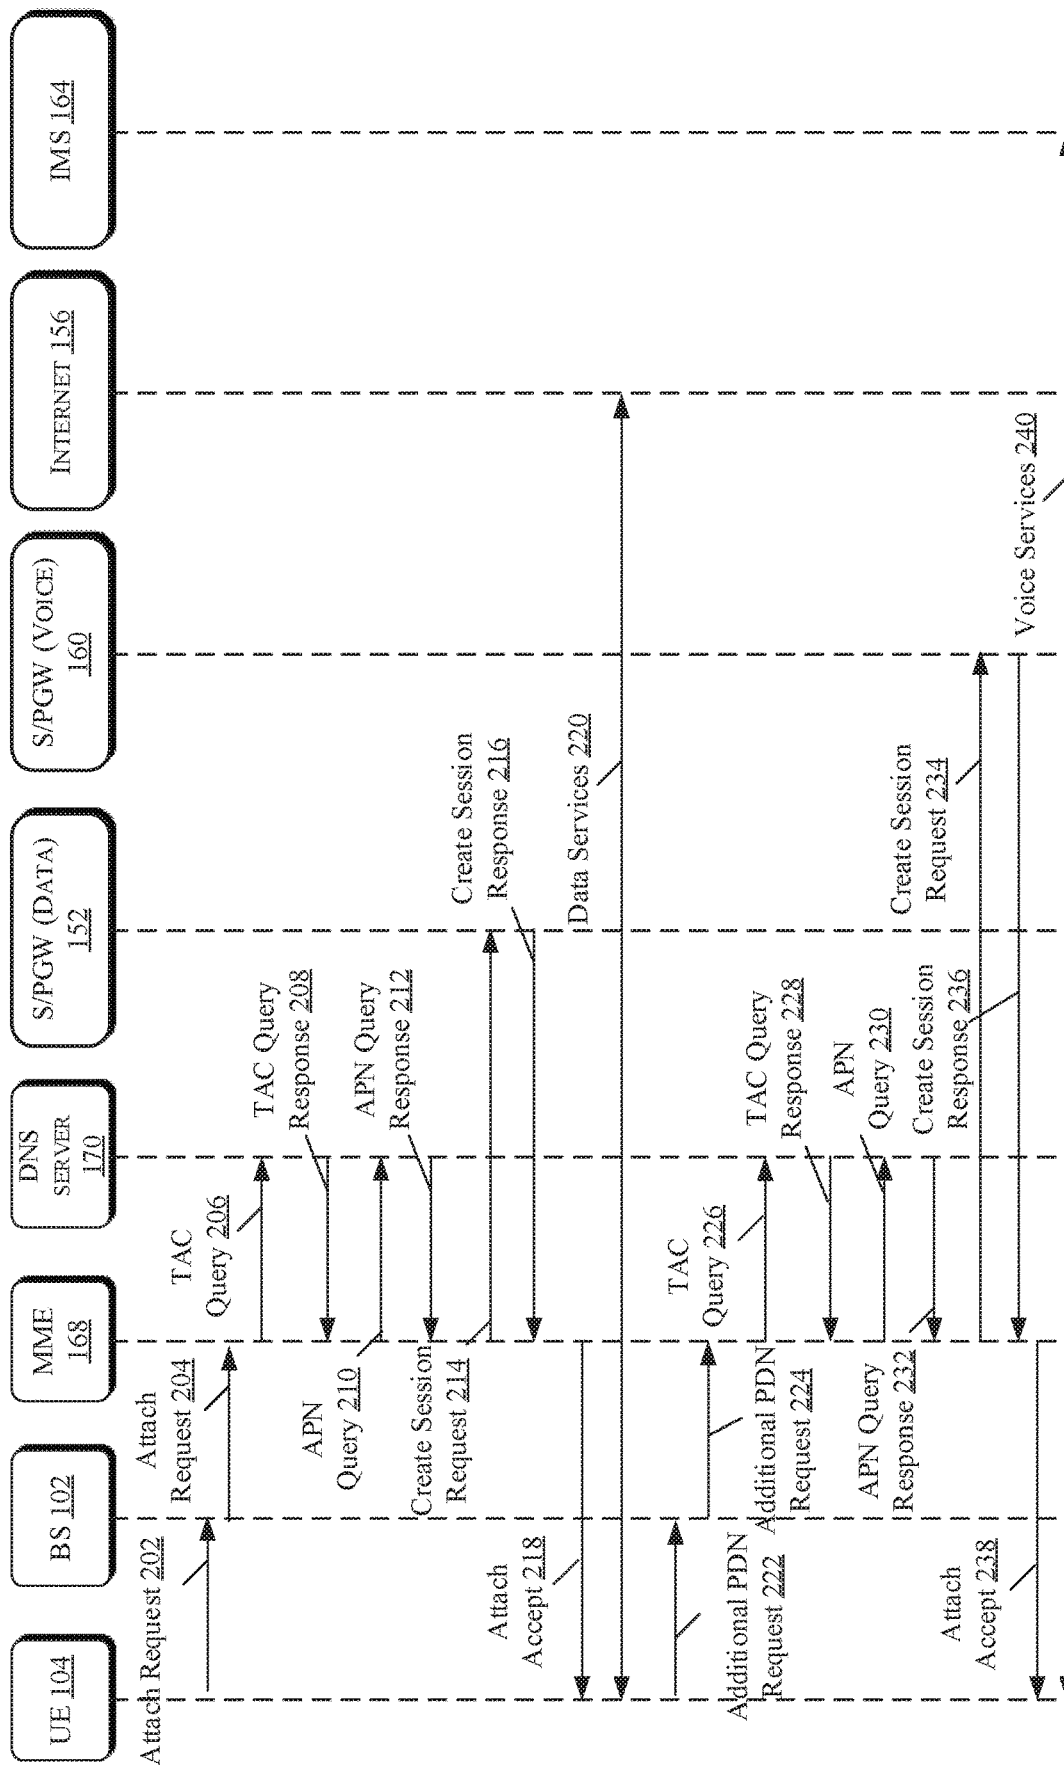 UE 104
BS 102
MME
168
DNS
SERVER
170
S/PGW (DATA)
152
S/PGW (VOICE)
160
INTERNET 156
IMS 164
Attach Request 202
Attach
Request 204
TAC
Query 206
TAC Query
Response 208
APN
Query 210
APN Query
Response 212
Create Session
Request 214
Create Session
Response 216
Attach
Accept 218
Data Services 220
Additional PDN
Request 222
Additional PDN
Request 224
TAC
Query 226
TAC Query
Response 228
APN
Query 230
APN Query
Response 232
Create Session
Request 234
Create Session
Response 236
Attach
Accept 238
Voice Services 240